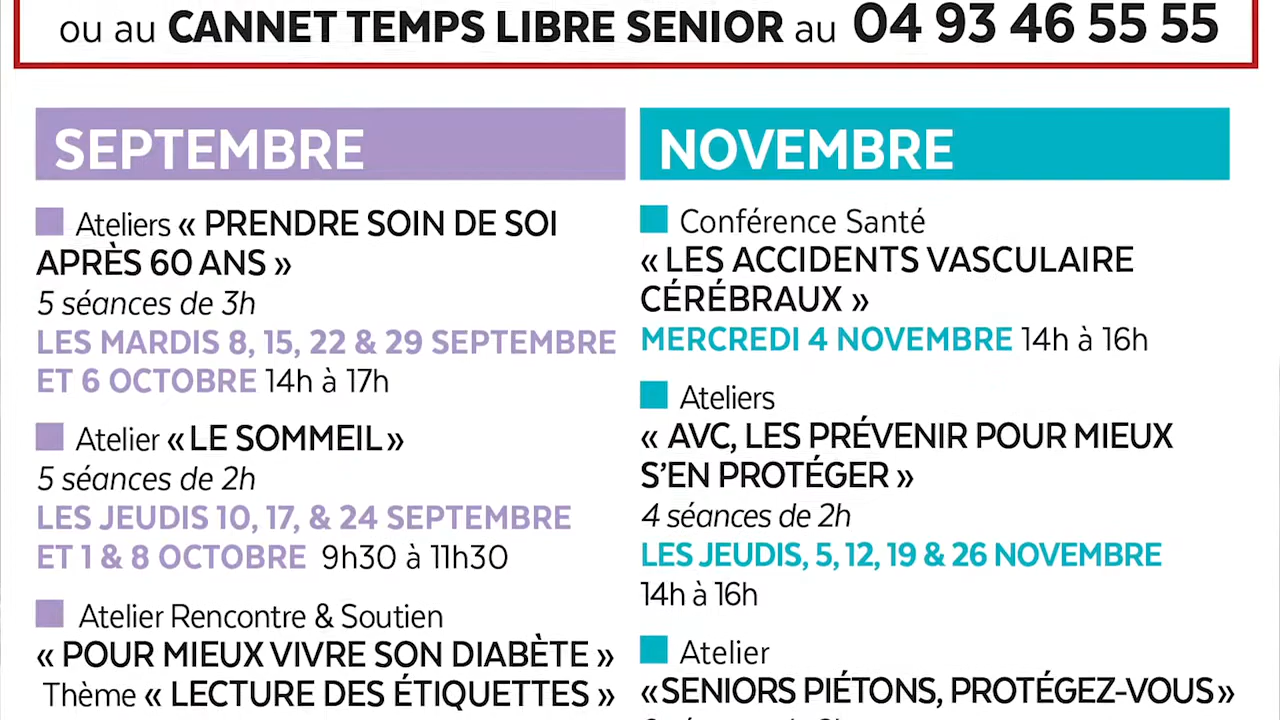 ou au CANNET TEMPS LIBRE SENIOR au 04 93 46 55 55
SEPTEMBRE
Ateliers « PRENDRE SOIN DE SOI
APRÈS 60 ANS »
5 séances de 3h
LES MARDIS 8, 15, 22 & 29 SEPTEMBRE
ET 6 OCTOBRE 14h à 17h
Atelier « LE SOMMEIL »
5 séances de 2h
LES JEUDIS 10, 17, & 24 SEPTEMBRE
ET 1 & 8 OCTOBRE 9h30 à 11h30
Atelier Rencontre & Soutien
« POUR MIEUX VIVRE SON DIABÈTE »
Thème « LECTURE DES ÉTIQUETTES »
NOVEMBRE
Conférence Santé
« LES ACCIDENTS VASCULAIRE
CÉRÉBRAUX »
MERCREDI 4 NOVEMBRE 14h à 16h
Ateliers
« AVC, LES PRÉVENIR POUR MIEUX
S'EN PROTÉGER »
4 séances de 2h
LES JEUDIS, 5, 12, 19 & 26 NOVEMBRE
14h à 16h
Atelier
« SENIORS PIÉTONS, PROTÉGEZ-VOUS »